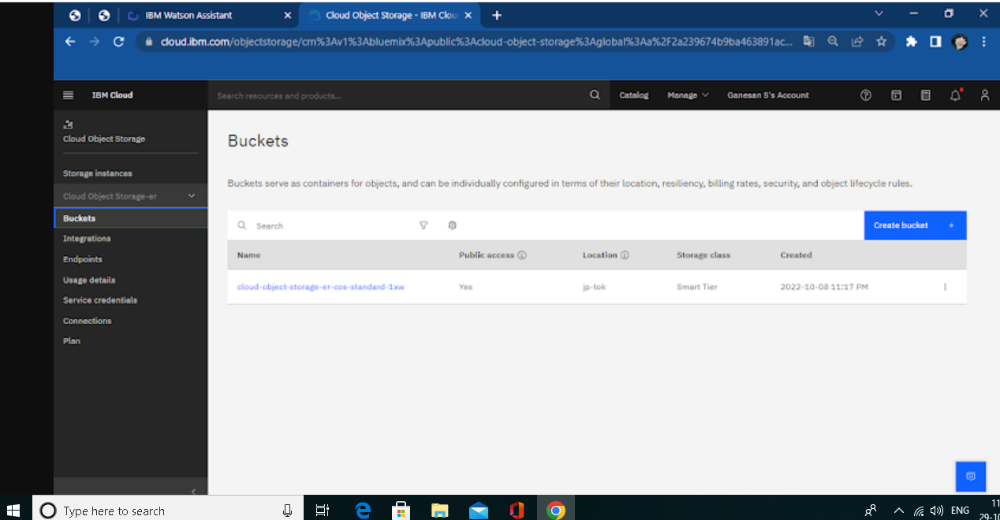 IBM Watson Assistant
Cloud Object Storage - IBM Clou
cloud.ibm.com/objectstorage/crn%3Av1%3Abluemix%3Apublic%3Acloud-object-storage%3Aglobal%3Aa%2F2a239674b9ba463891ac...
IBM Cloud
Search resources and products...
Catalog
Manage
Ganesan S's Account
Cloud Object Storage
Storage instances
Cloud Object Storage-er
Buckets
Integrations
Endpoints
Usage details
Service credentials
Connections
Plan
Buckets
Buckets serve as containers for objects, and can be individually configured in terms of their location, resiliency, billing rates, security, and object lifecycle rules.
Search
Create bucket +
Name Public access Location Storage class Created
cloud-object-storage-er-cos-standard-1xw Yes jp-tok Smart Tier 2022-10-08 11:17 PM
Type here to search
ENG
11
29-10